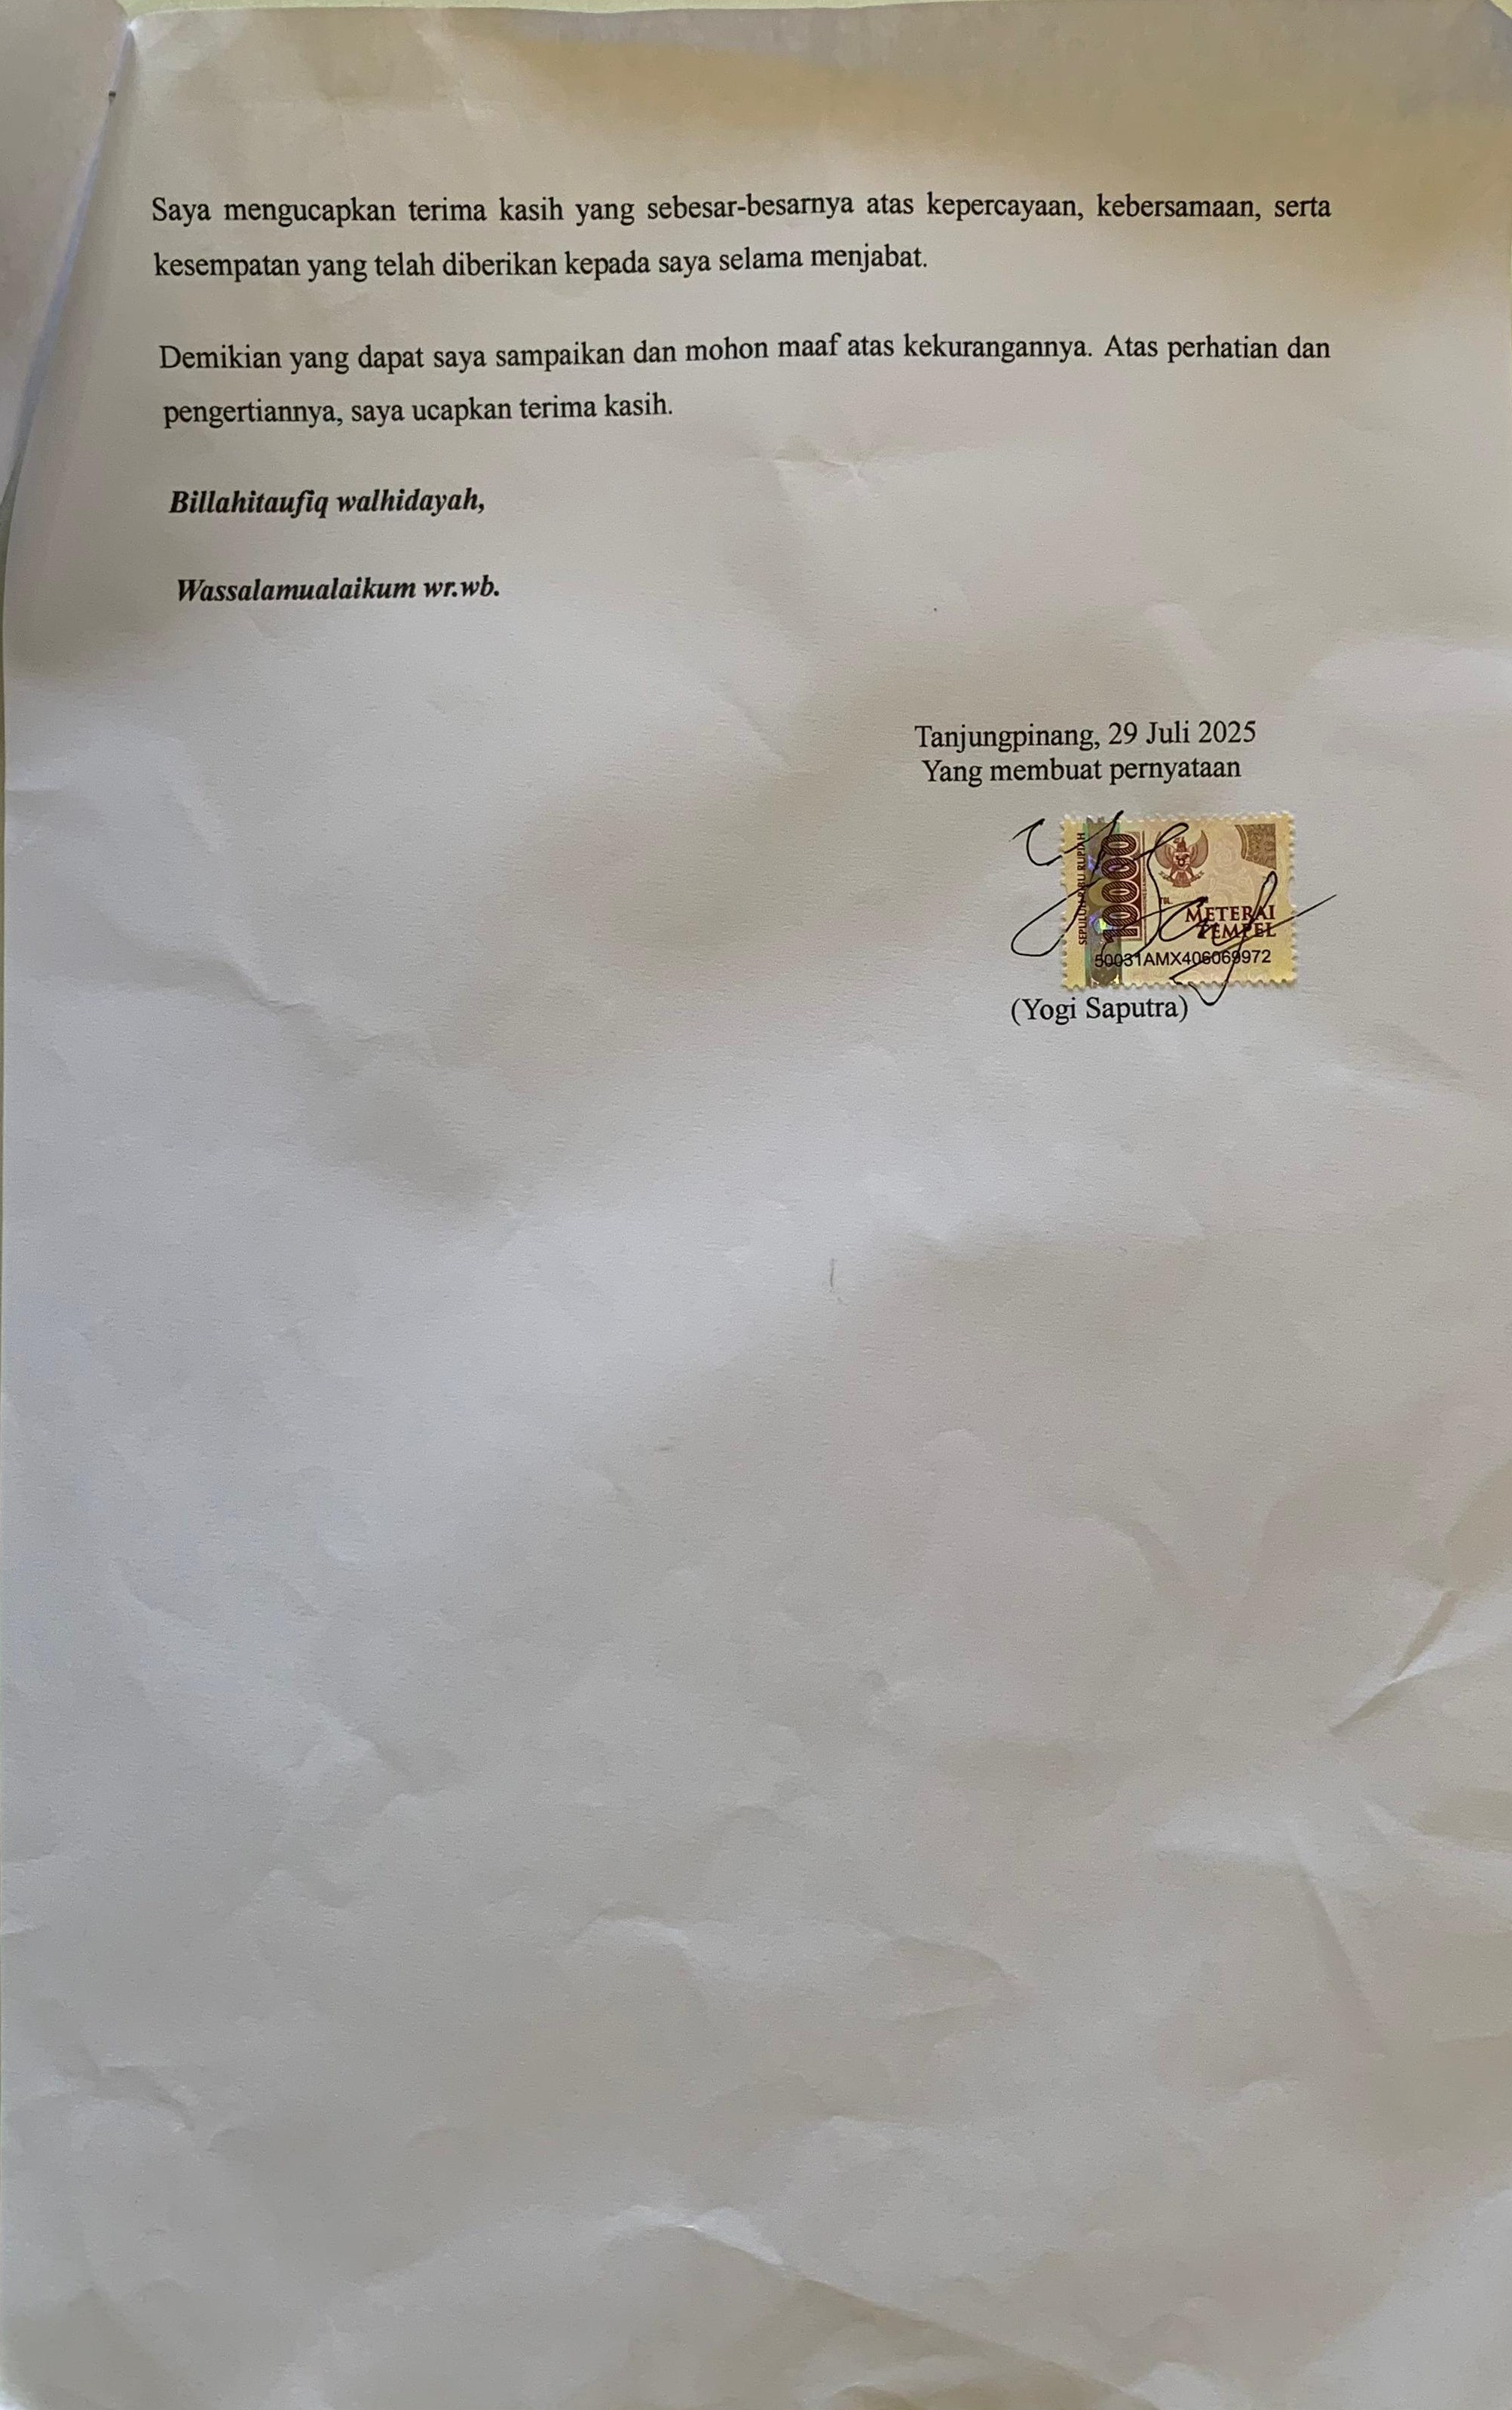 Saya mengucapkan terima kasih yang sebesar-besarnya atas kepercayaan, kebersamaan, serta
kesempatan yang telah diberikan kepada saya selama menjabat.
Demikian yang dapat saya sampaikan dan mohon maaf atas kekurangannya. Atas perhatian dan
pengertiannya, saya ucapkan terima kasih.
Billahitaufiq walhidayah,
Wassalamualaikum wr.wb.
Tanjungpinang, 29 Juli 2025
Yang membuat pernyataan
SEPULUH RIBU RUPIAH
10000
TGL.
METERAI
TEMPEL
50031AMX406069972
(Yogi Saputra)